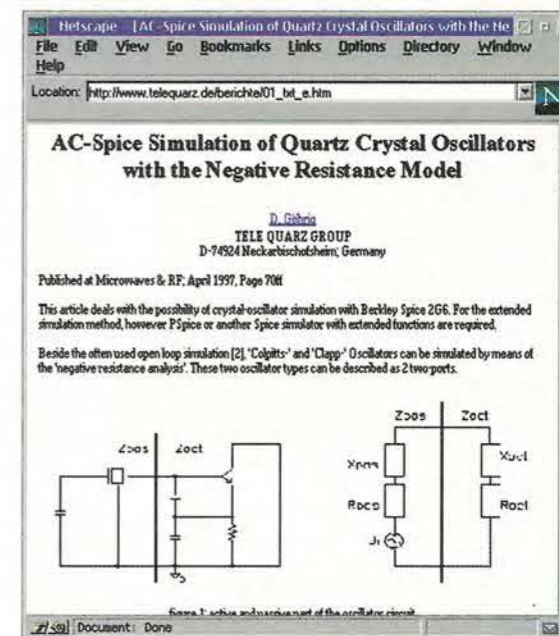 Netscape - [AC-Spice Simulation of Quartz Crystal Oscillators with the Ne
File Edit View Go Bookmarks Links Options Directory Window
Help
Location: http://www.telequarz.de/berichte/01_txt_e.htm
N
AC-Spice Simulation of Quartz Crystal Oscillators
with the Negative Resistance Model
TELE QUARZ GROUP
D-74924 Neckarbischofsheim; Germany
Published at Microwaves & RF; April 1997, Page 70ff
This article deals with the possibility of crystal-oscillator simulation with Berkley Spice 2G6. For the extended
simulation method, however PSpice or another Spice simulator with extended functions are required.
Beside the often used open loop simulation [2], 'Colpitts-' and 'Clapp-' Oscillators can be simulated by means of
the 'negative resistance analysis'. These two oscillator types can be described as 2 two-ports.
Zpos Zoct
Zpos Zoct
figure 1: active and passive part of the oscillator circuit
Document: Done